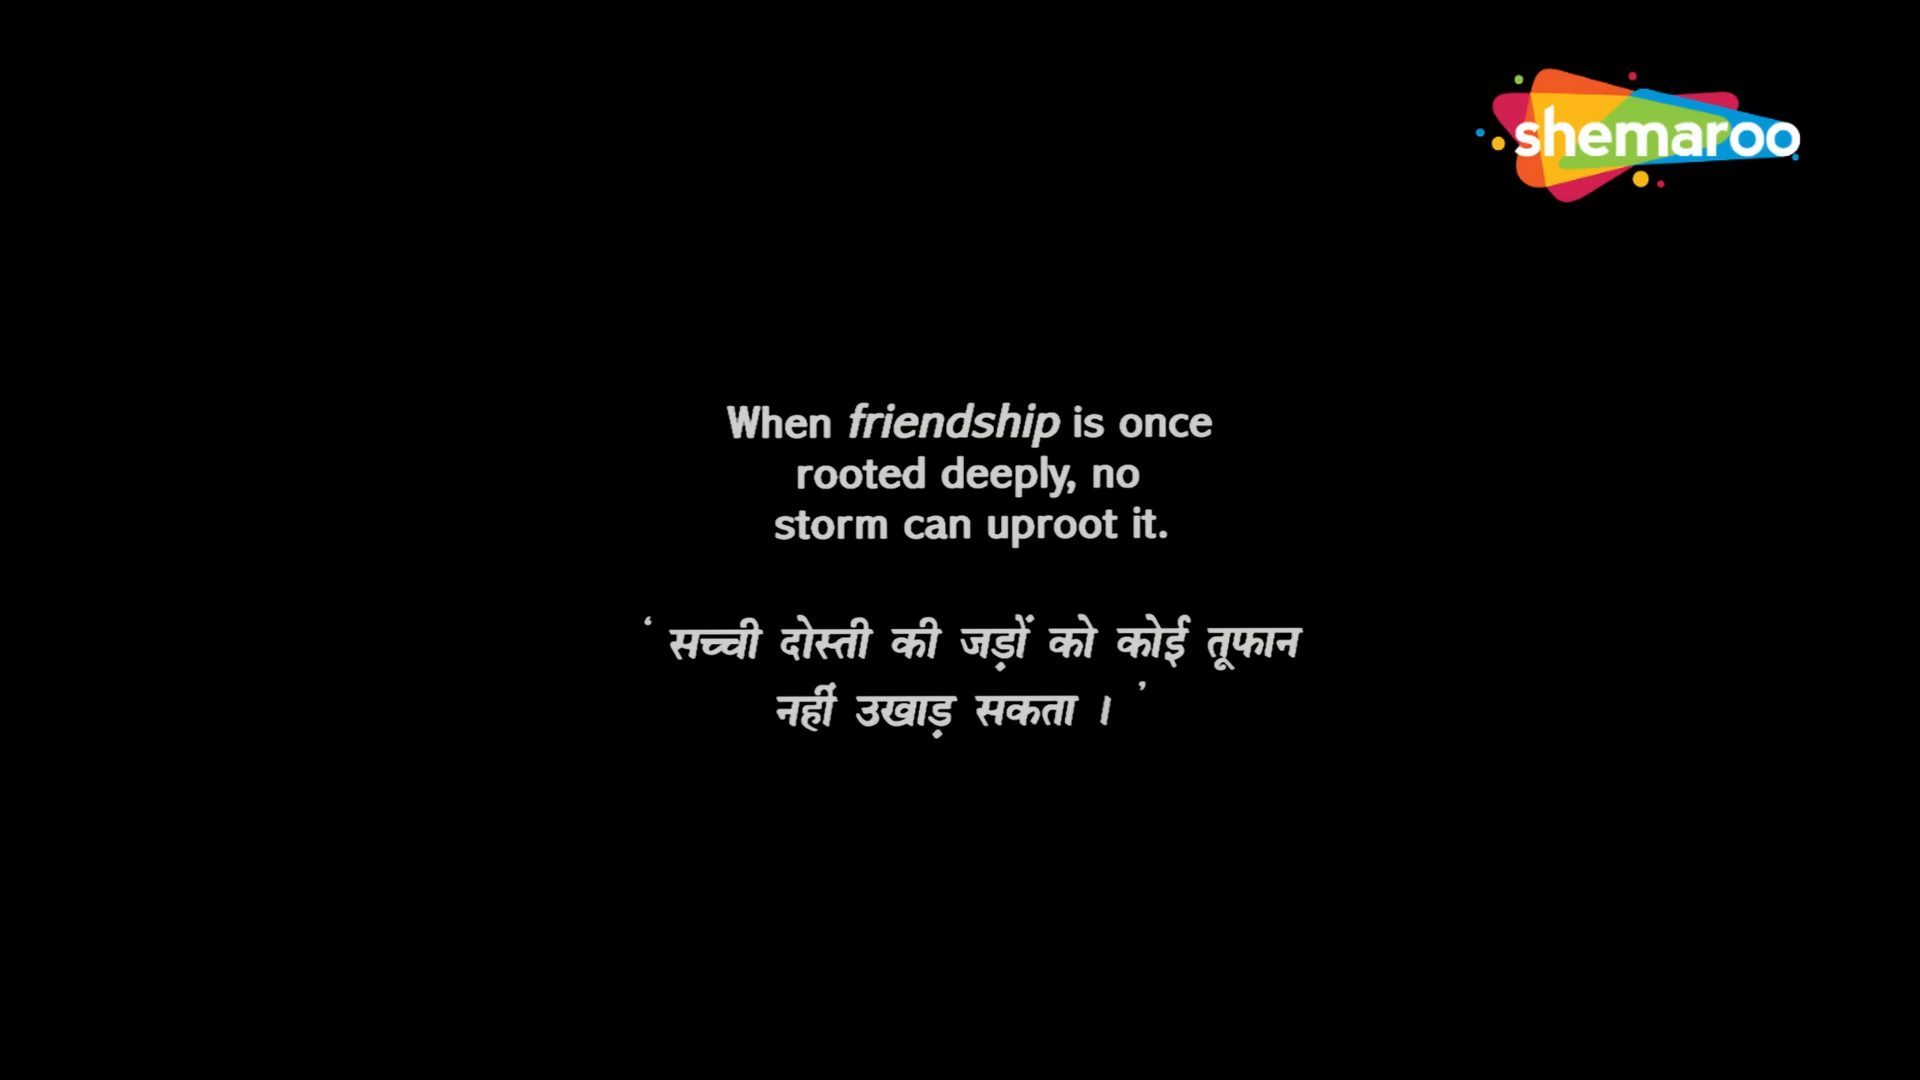 shemaroo
When friendship is once
rooted deeply, no
storm can uproot it.
‘ सच्ची दोस्ती की जड़ों को कोई तूफान
नहीं उखाड़ सकता । ’